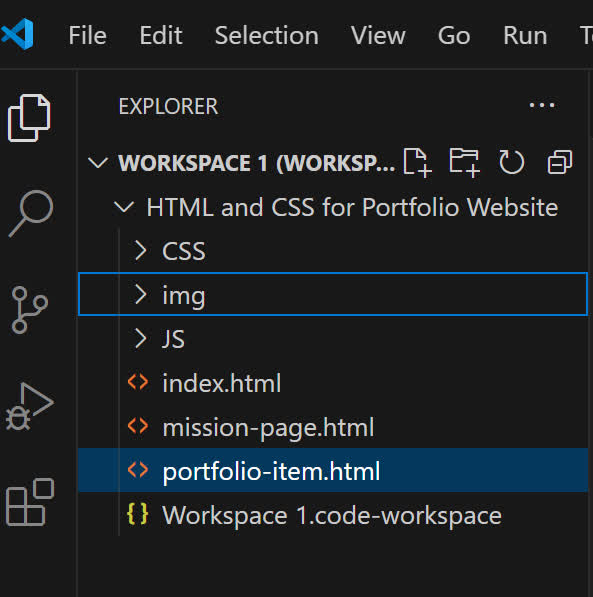 File Edit Selection View Go Run
EXPLORER ...
WORKSPACE 1 (WORKSP...
HTML and CSS for Portfolio Website
CSS
img
JS
index.html
mission-page.html
portfolio-item.html
{} Workspace 1.code-workspace